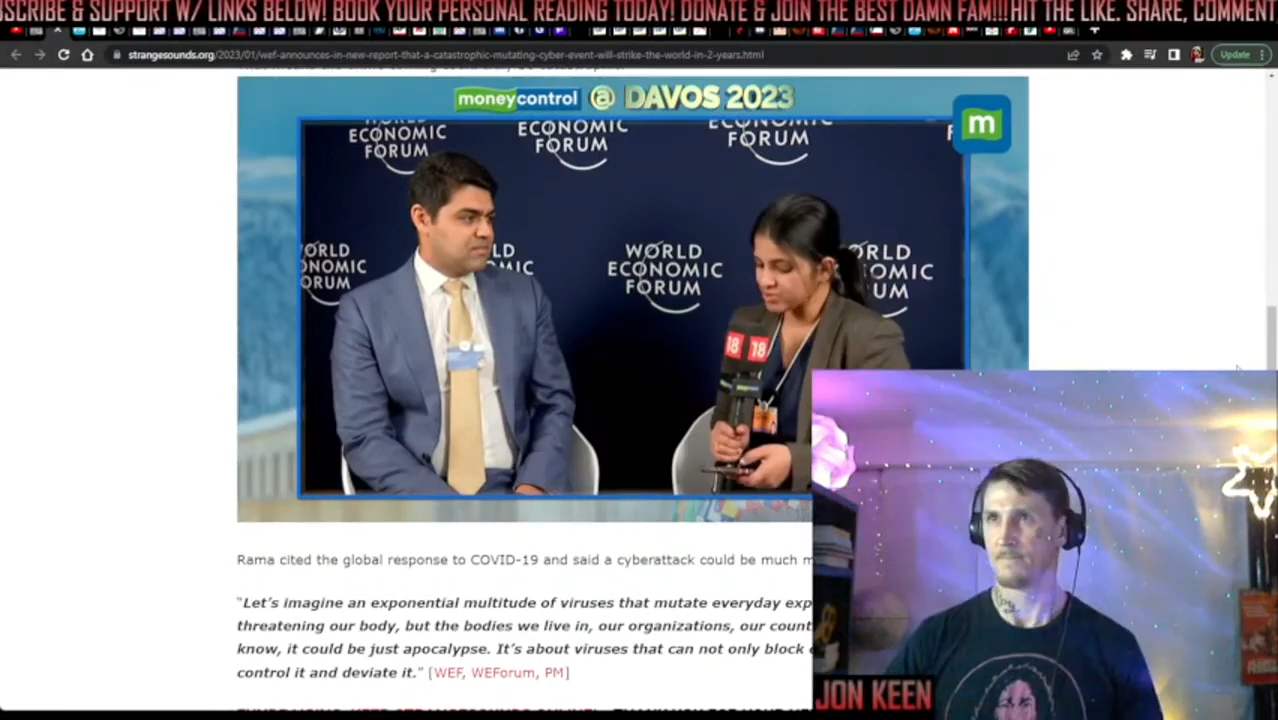 SCRIBE & SUPPORT W/ LINKS BELOW! BOOK YOUR PERSONAL READING TODAY! DONATE & JOIN THE BEST DAMN FAM!!! HIT THE LIKE. SHARE, COMMENT
strangesounds.org/2023/01/wef-announces-in-new-report-that-a-catastrophic-mutating-cyber-event-will-strike-the-world-in-2-years.html
Update
moneycontrol @ DAVOS 2023
m
ECONOMIC FORUM
ECONOMIC FORUM
ECONOMIC FORUM
WORLD ECONOMIC FORUM
18 18
Rama cited the global response to COVID-19 and said a cyberattack could be much
"Let's imagine an exponential multitude of viruses that mutate everyday exp
threatening our body, but the bodies we live in, our organizations, our count
know, it could be just apocalypse. It's about viruses that can not only block
control it and deviate it." [WEF, WEForum, PM]
JON KEEN